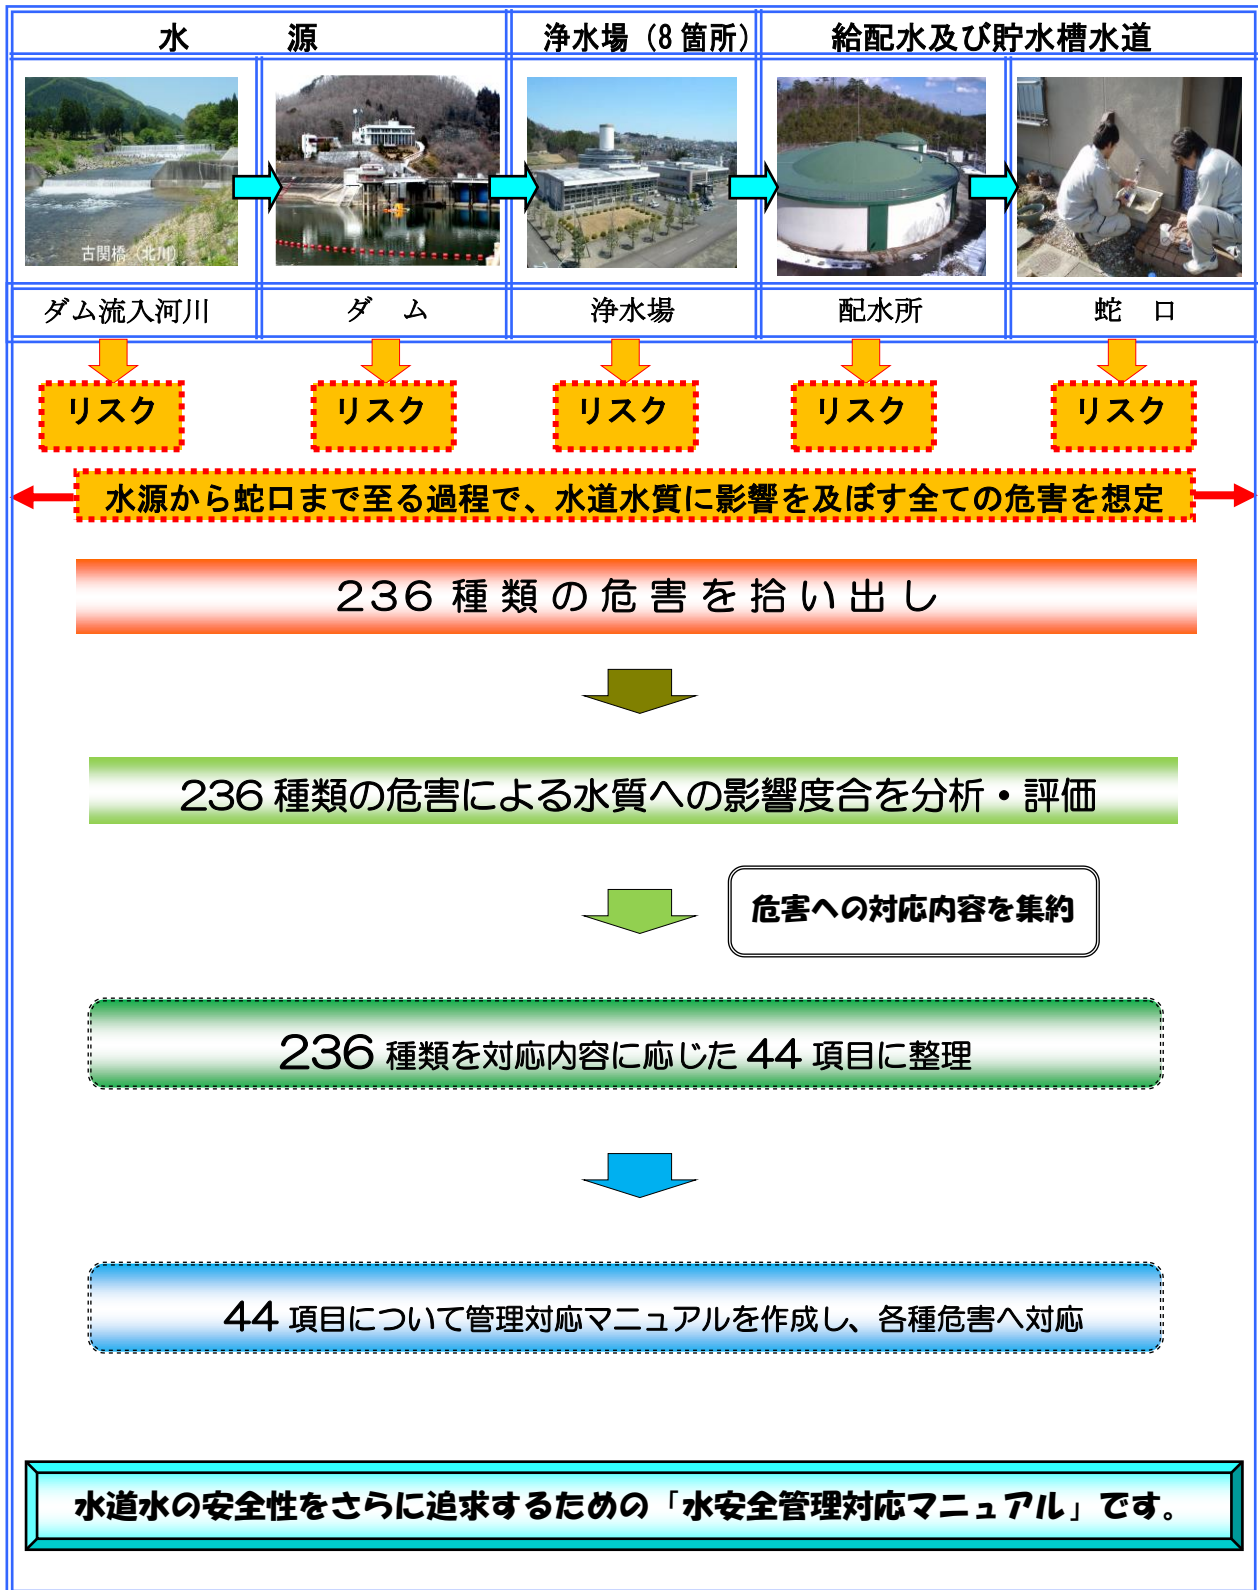 水　源
浄水場（8箇所）
給配水及び貯水槽水道
古関橋（北川）
ダム流入河川
ダ　ム
浄水場
配水所
蛇　口
リスク
リスク
リスク
リスク
リスク
水源から蛇口まで至る過程で、水道水質に影響を及ぼす全ての危害を想定
236種類の危害を拾い出し
236種類の危害による水質への影響度合を分析・評価
危害への対応内容を集約
236種類を対応内容に応じた44項目に整理
44項目について管理対応マニュアルを作成し、各種危害へ対応
水道水の安全性をさらに追求するための「水安全管理対応マニュアル」です。